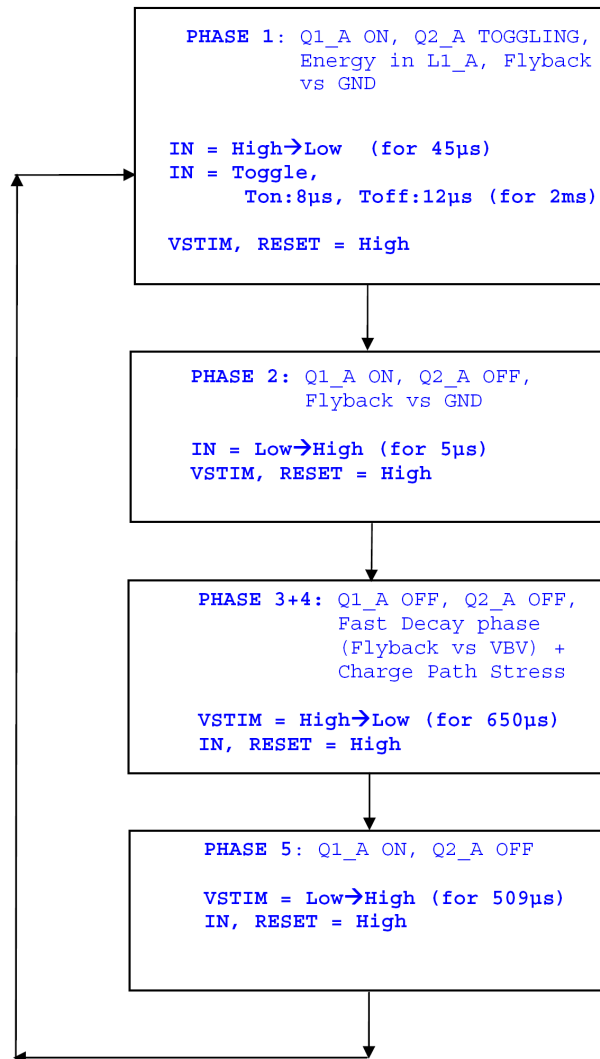 PHASE 1: Q1_A ON, Q2_A TOGGLING,
Energy in L1_A, Flyback
vs GND
IN = High→Low (for 45µs)
IN = Toggle,
Ton:8µs, Toff:12µs (for 2ms)
VSTIM, RESET = High
PHASE 2: Q1_A ON, Q2_A OFF,
Flyback vs GND
IN = Low→High (for 5µs)
VSTIM, RESET = High
PHASE 3+4: Q1_A OFF, Q2_A OFF,
Fast Decay phase
(Flyback vs VBV) +
Charge Path Stress
VSTIM = High→Low (for 650µs)
IN, RESET = High
PHASE 5: Q1_A ON, Q2_A OFF
VSTIM = Low→High (for 509µs)
IN, RESET = High